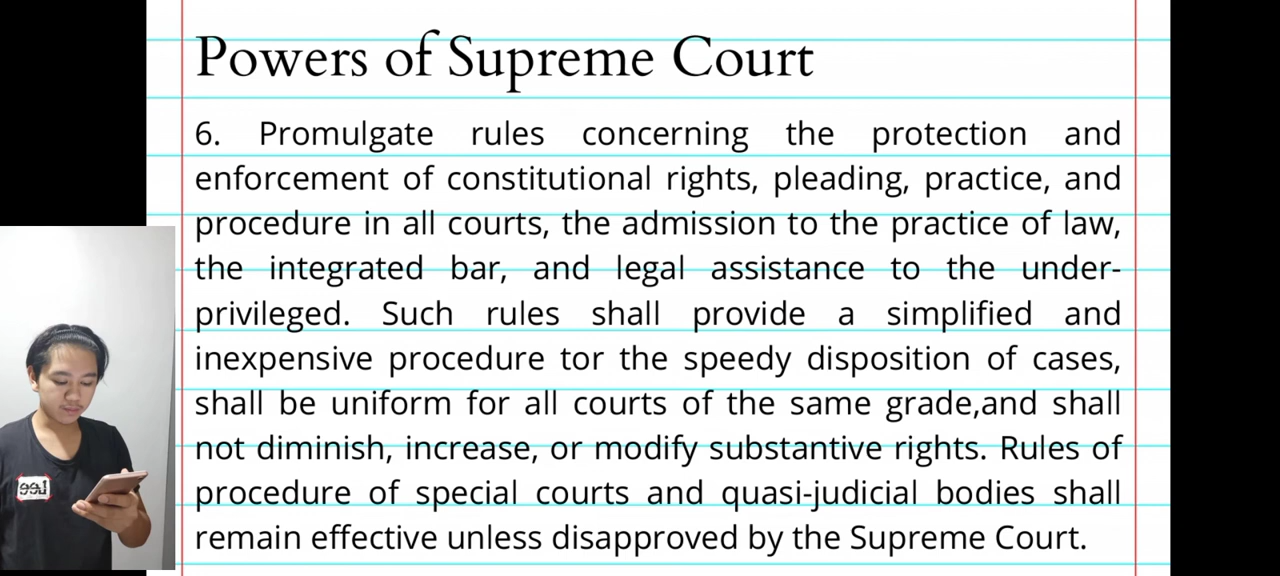 Powers of Supreme Court
6. Promulgate rules concerning the protection and
enforcement of constitutional rights, pleading, practice, and
procedure in all courts, the admission to the practice of law,
the integrated bar, and legal assistance to the under-
privileged. Such rules shall provide a simplified and
inexpensive procedure tor the speedy disposition of cases,
shall be uniform for all courts of the same grade,and shall
not diminish, increase, or modify substantive rights. Rules of
procedure of special courts and quasi-judicial bodies shall
remain effective unless disapproved by the Supreme Court.